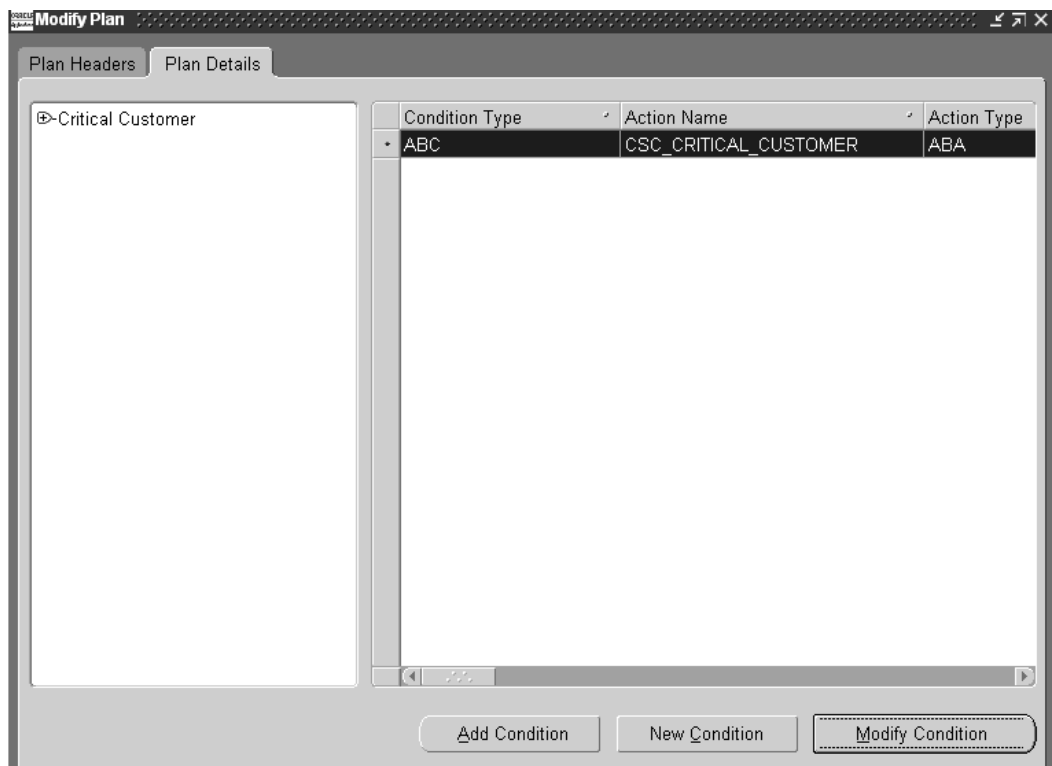 ORACLE Modify Plan
Plan Headers Plan Details
Critical Customer
Condition Type Action Name Action Type
ABC CSC_CRITICAL_CUSTOMER ABA
Add Condition New Condition Modify Condition